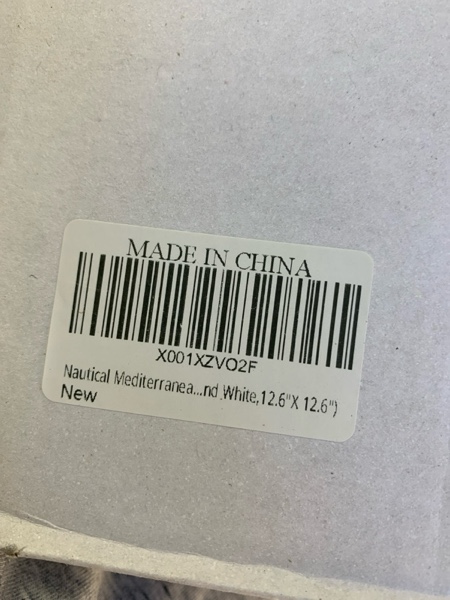 MADE IN CHINA
X001XZVO2F
Nautical Mediterranea...nd White,12.6"X 12.6")
New